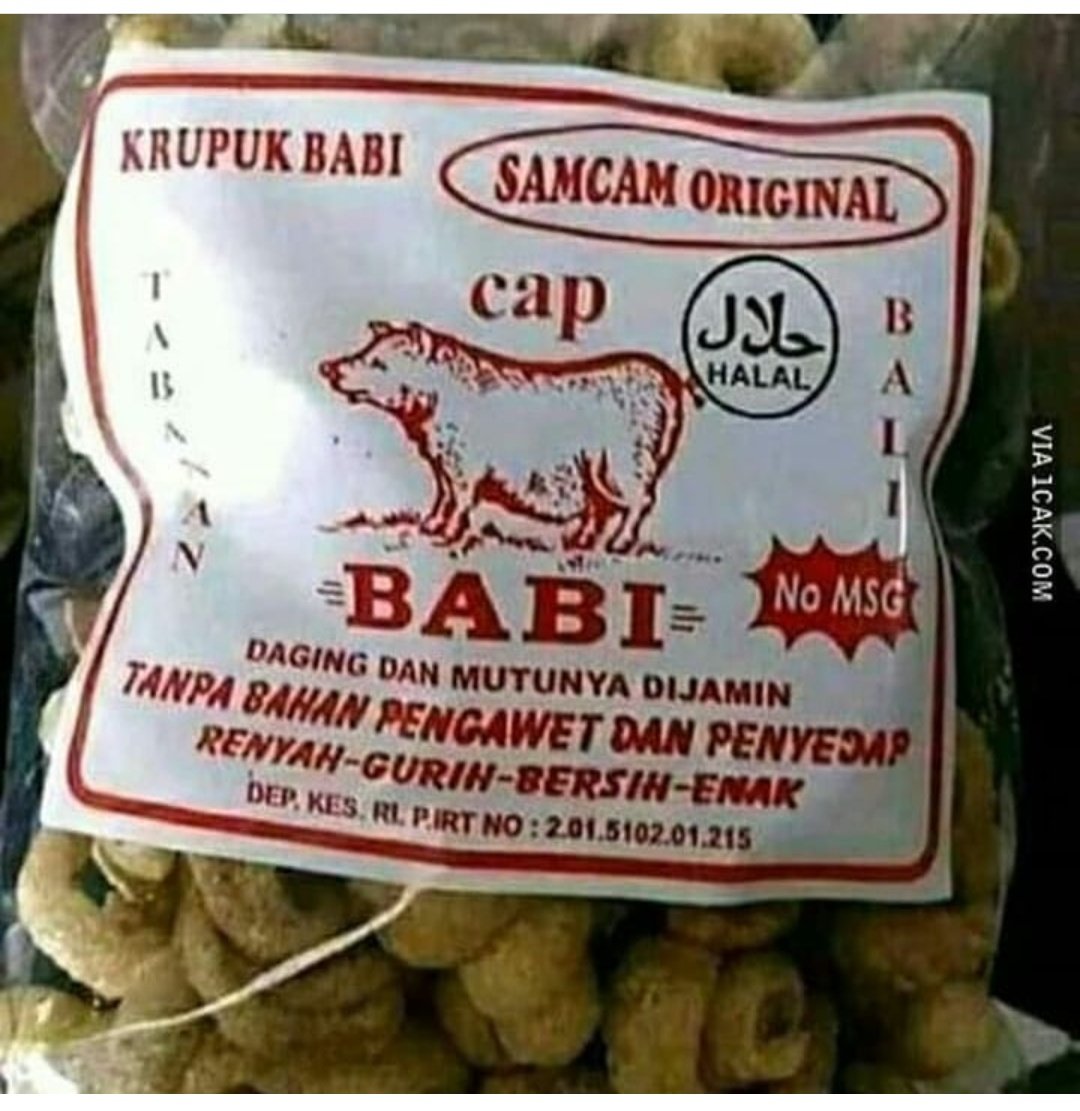 KRUPUK BABI
SAMCAM ORIGINAL
cap
حلال
HALAL
TABANAN
BALI
BABI
No MSG
DAGING DAN MUTUNYA DIJAMIN
TANPA BAHAN PENGAWET DAN PENYEDAP
RENYAH-GURIH-BERSIH-ENAK
DEP. KES. RI. P.IRT NO : 2.01.5102.01.215
VIA 1CAK.COM